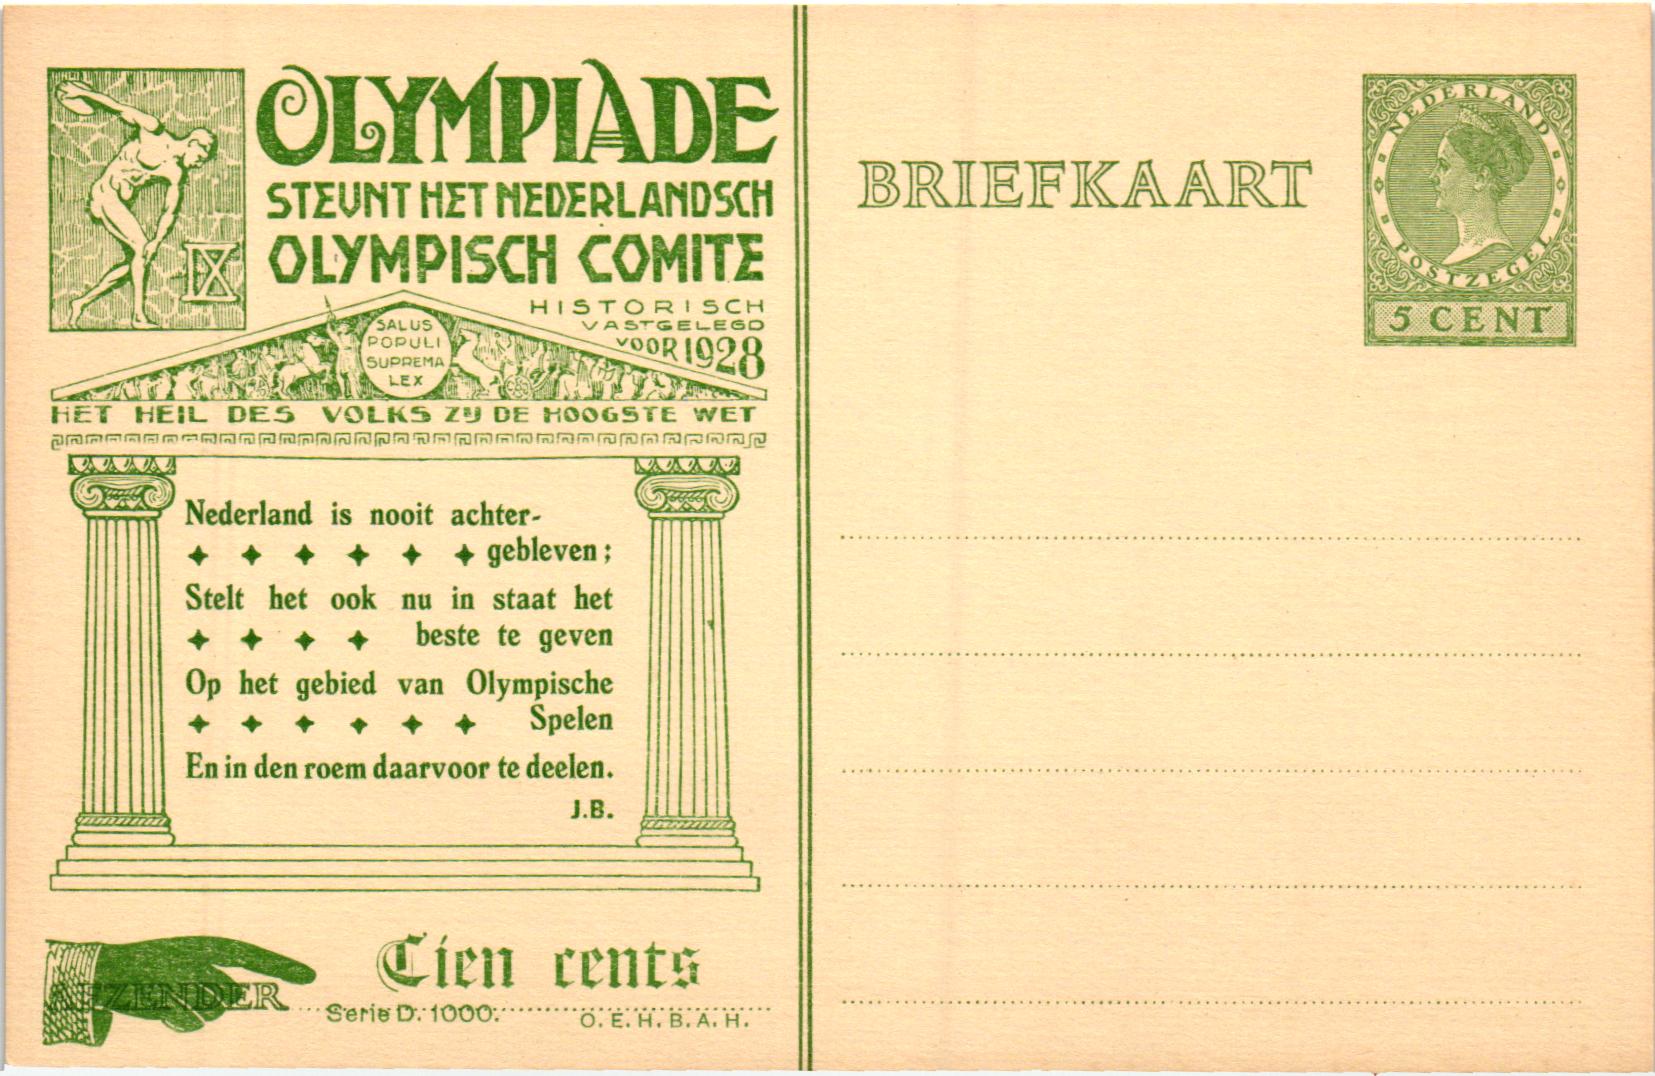 OLYMPIADE
STEUNT HET NEDERLANDSCH
OLYMPISCH COMITE
IX
HISTORISCH
VASTGELEGD
VOOR 1928
SALUS
POPULI
SUPREMA
LEX
HET HEIL DES VOLKS ZIJ DE HOOGSTE WET
Nederland is nooit achter-
gebleven;
Stelt het ook nu in staat het
beste te geven
Op het gebied van Olympische
Spelen
En in den roem daarvoor te deelen.
J.B.
Tien cents
AFZENDER
Serie D. 1000.
O.E.H.B.A.H.
BRIEFKAART
NEDERLAND
POSTZEGEL
5 CENT